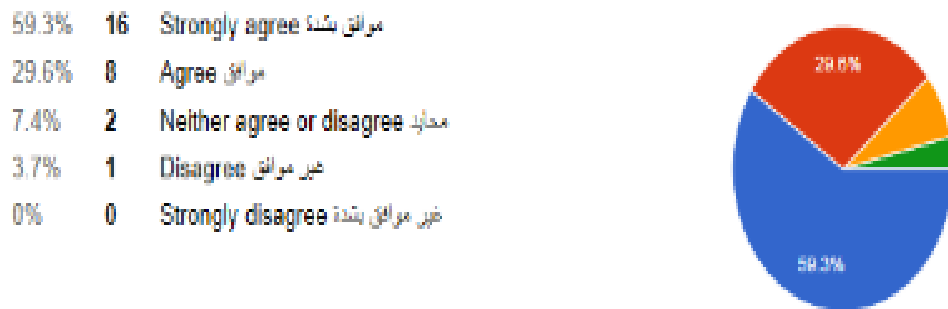 59.3% 16 Strongly agree موافق بشدة
29.6% 8 Agree موافق
7.4% 2 Neither agree or disagree محايد
3.7% 1 Disagree غير موافق
0% 0 Strongly disagree غير موافق بشدة
29.6%
59.3%